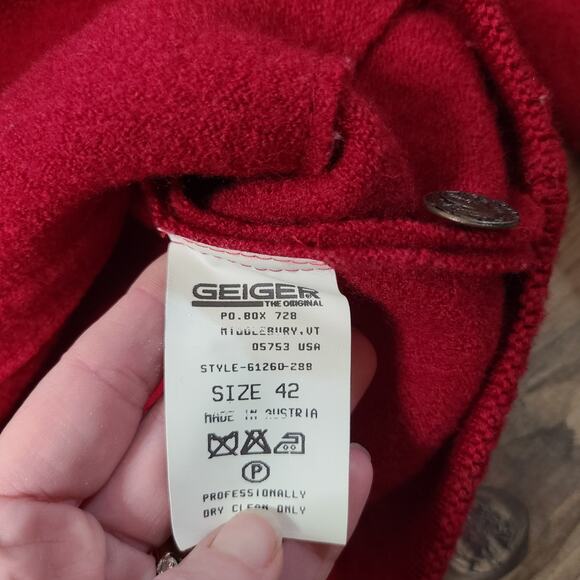 GEIGER
THE ORIGINAL
PO.BOX 728
MIDDLEBURY,VT
05753 USA
STYLE-61260-288
SIZE 42
MADE IN AUSTRIA
P
PROFESSIONALLY
DRY CLEAN ONLY